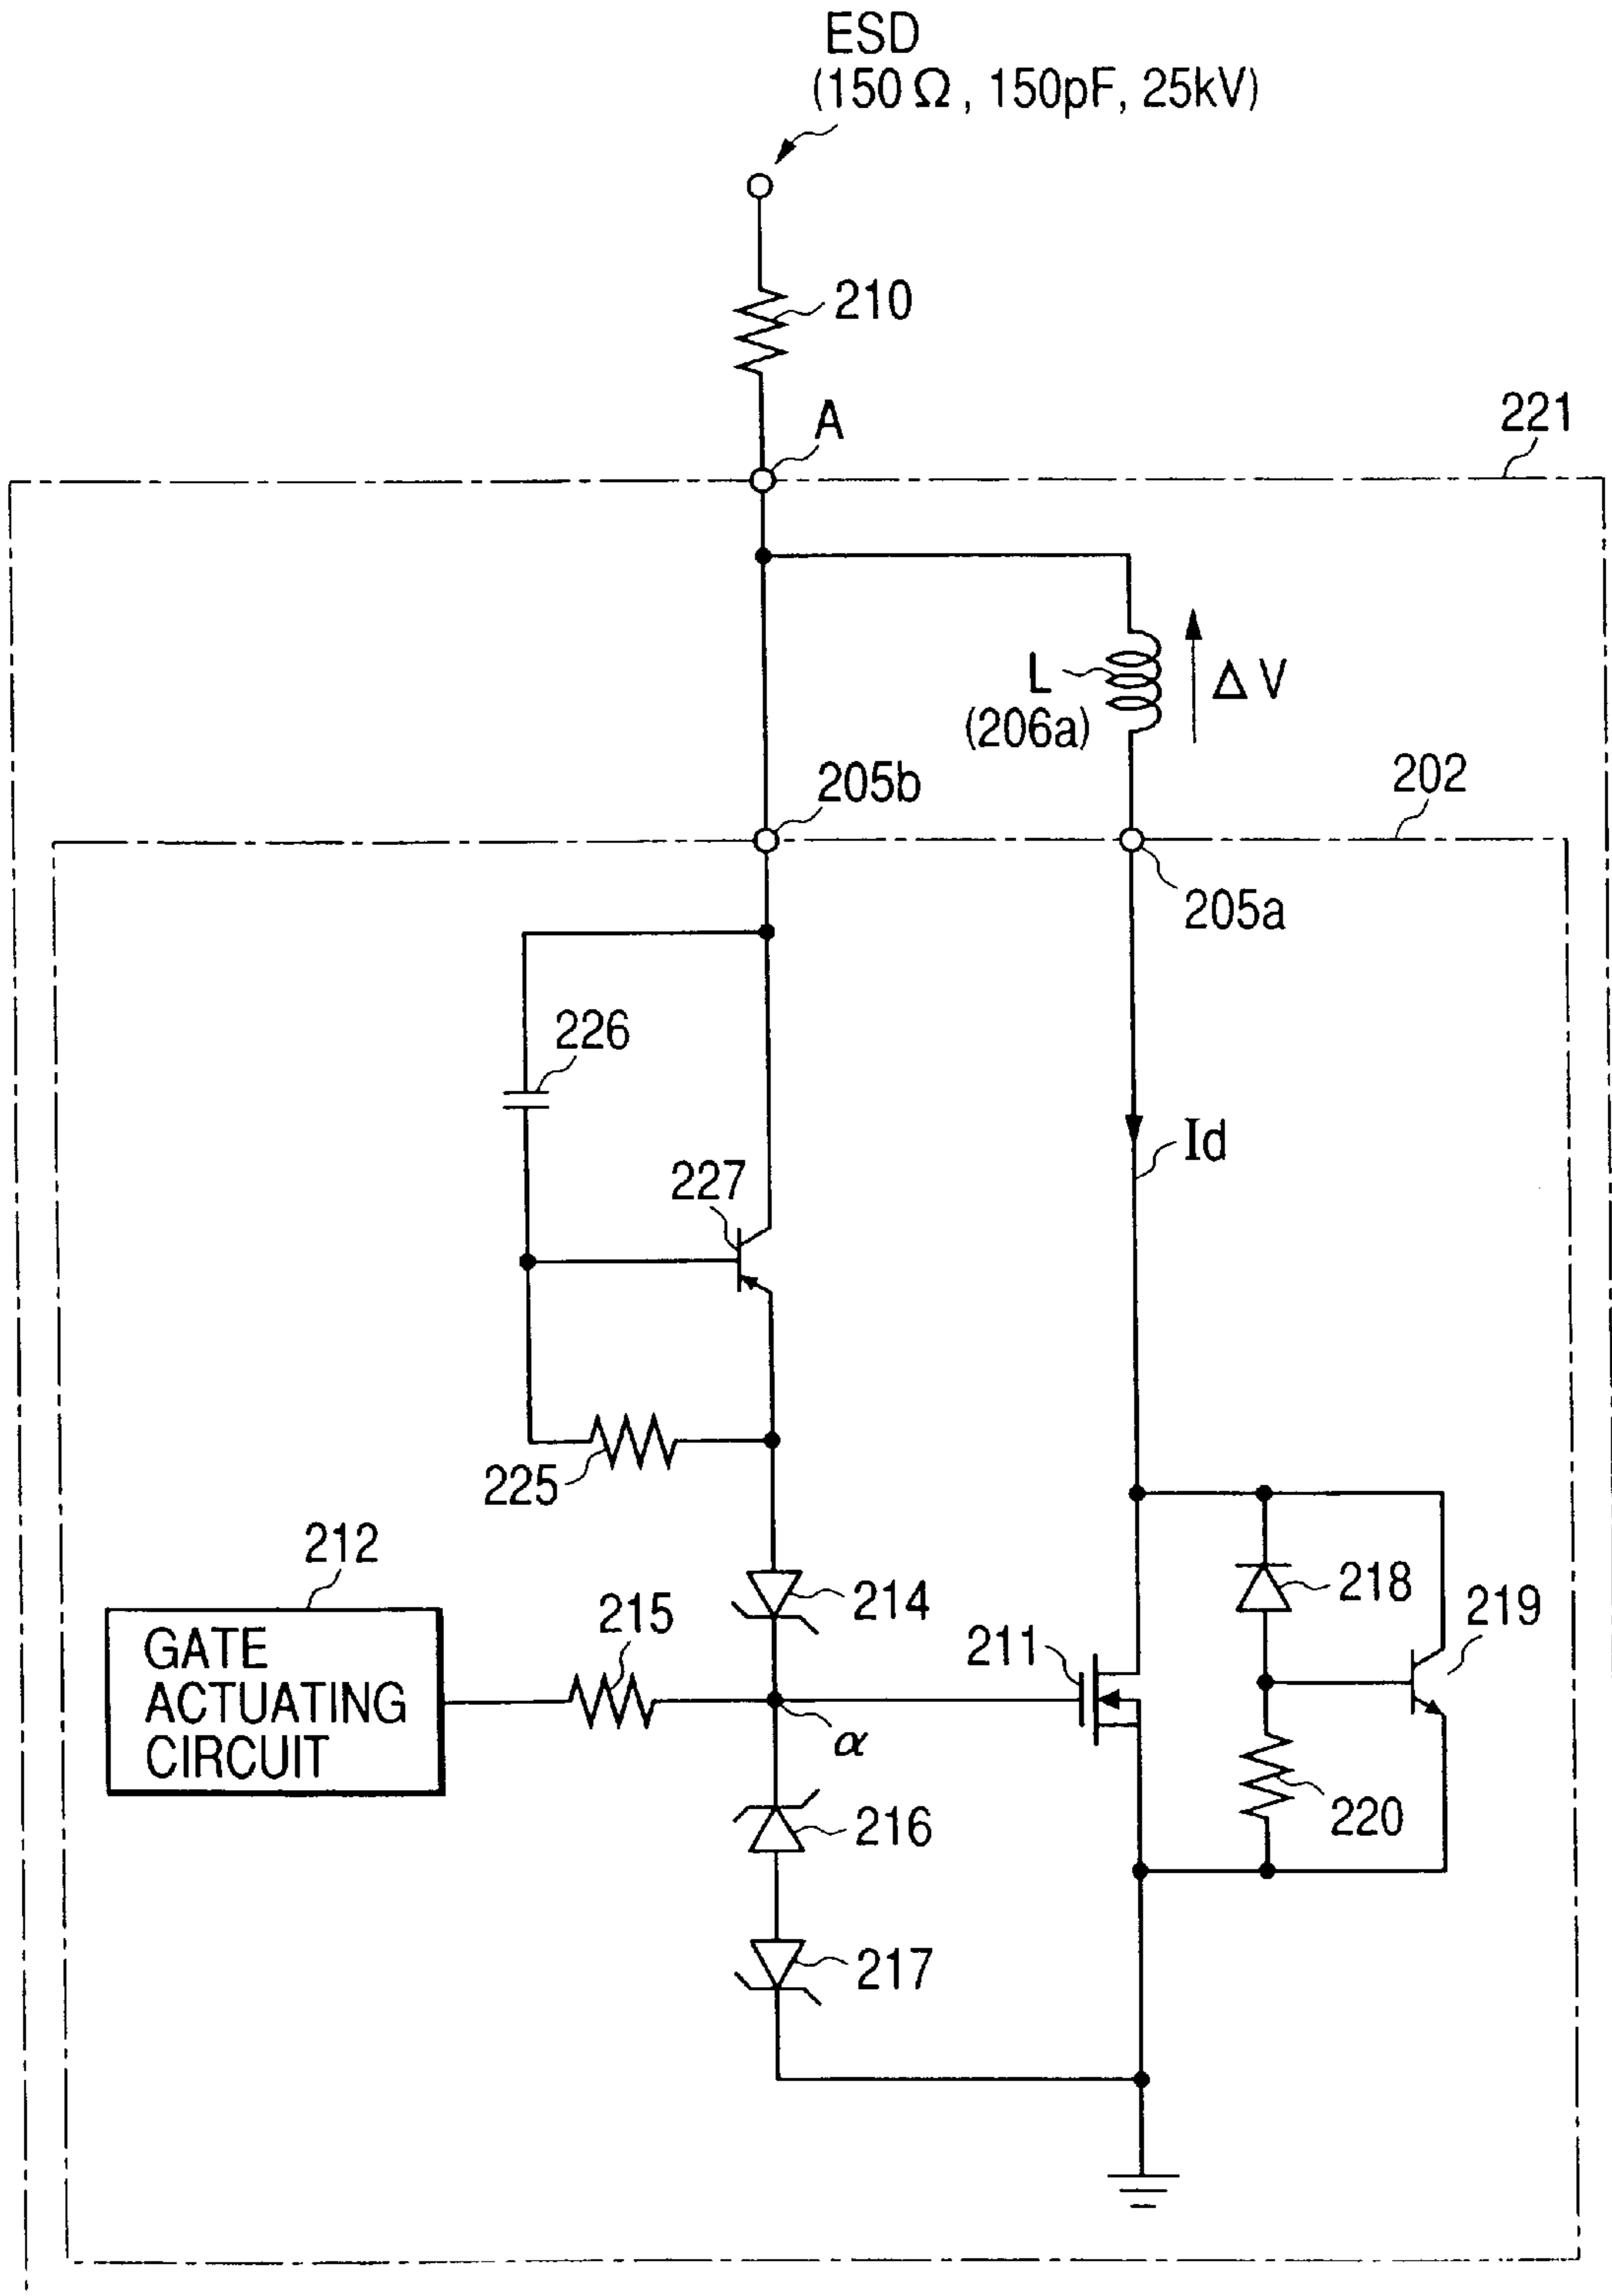 ESD
(150 Ω, 150pF, 25kV)
210
A
221
L
(206a)
Δ V
205b
202
205a
226
Id
227
225
212
GATE
ACTUATING
CIRCUIT
215
214
218
219
211
α
216
220
217